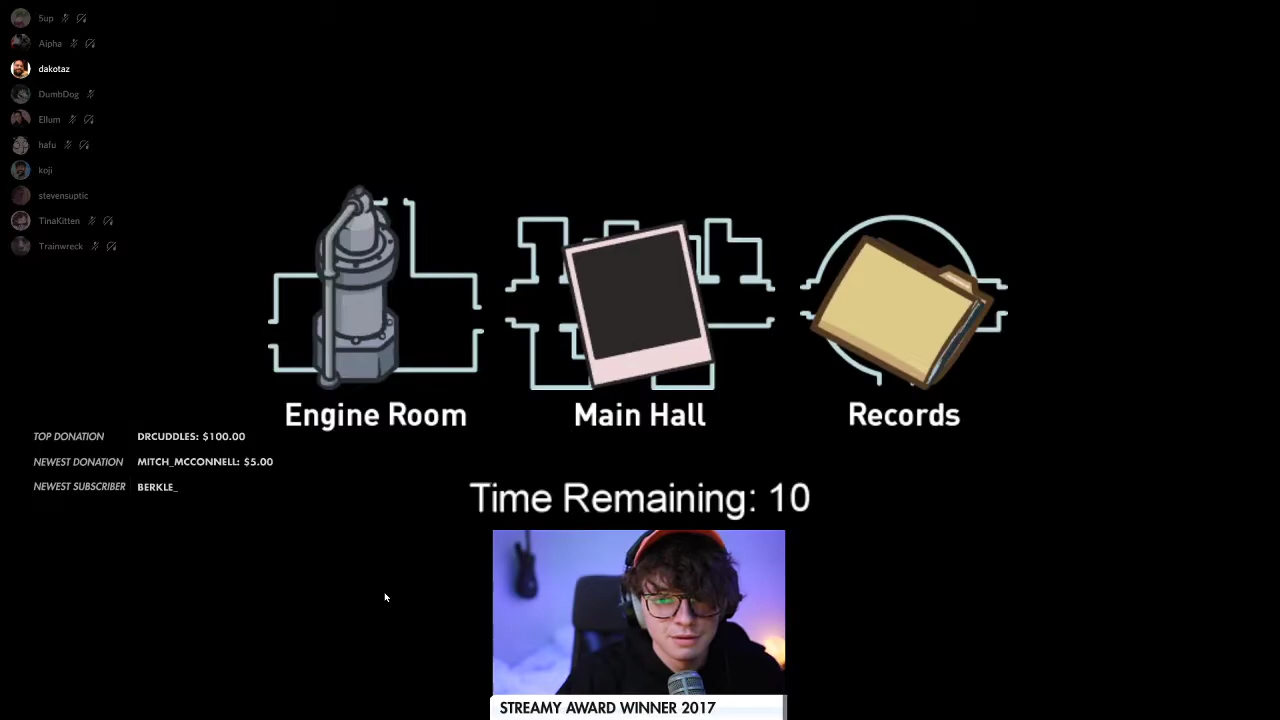 5up
Aipha
dakotaz
DumbDog
Ellum
hafu
koji
stevensuptic
TinaKitten
Trainwreck
Engine Room
Main Hall
Records
TOP DONATION DRCUDDLES: $100.00
NEWEST DONATION MITCH_MCCONNELL: $5.00
NEWEST SUBSCRIBER BERKLE_
Time Remaining: 10
STREAMY AWARD WINNER 2017